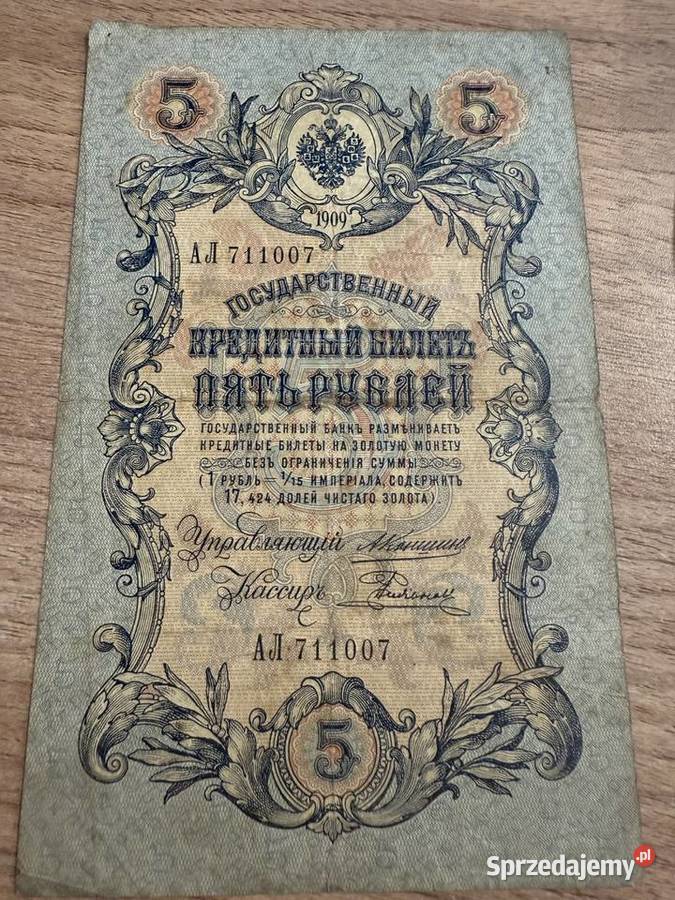 5 5
1909
АЛ 711007
ГОСУДАРСТВЕННЫЙ
КРЕДИТНЫЙ БИЛЕТЪ
ПЯТЬ РУБЛЕЙ
ГОСУДАРСТВЕННЫЙ БАНКЪ РАЗМѢНИВАЕТЪ
КРЕДИТНЫЕ БИЛЕТЫ НА ЗОЛОТУЮ МОНЕТУ
БЕЗЪ ОГРАНИЧЕНІЯ СУММЫ
(1 РУБЛЬ = 1/15 ИМПЕРІАЛА, СОДЕРЖИТЪ
17,424 ДОЛЕЙ ЧИСТАГО ЗОЛОТА).
Управляющій
Кассиръ
АЛ 711007
5
Sprzedajemy.pl